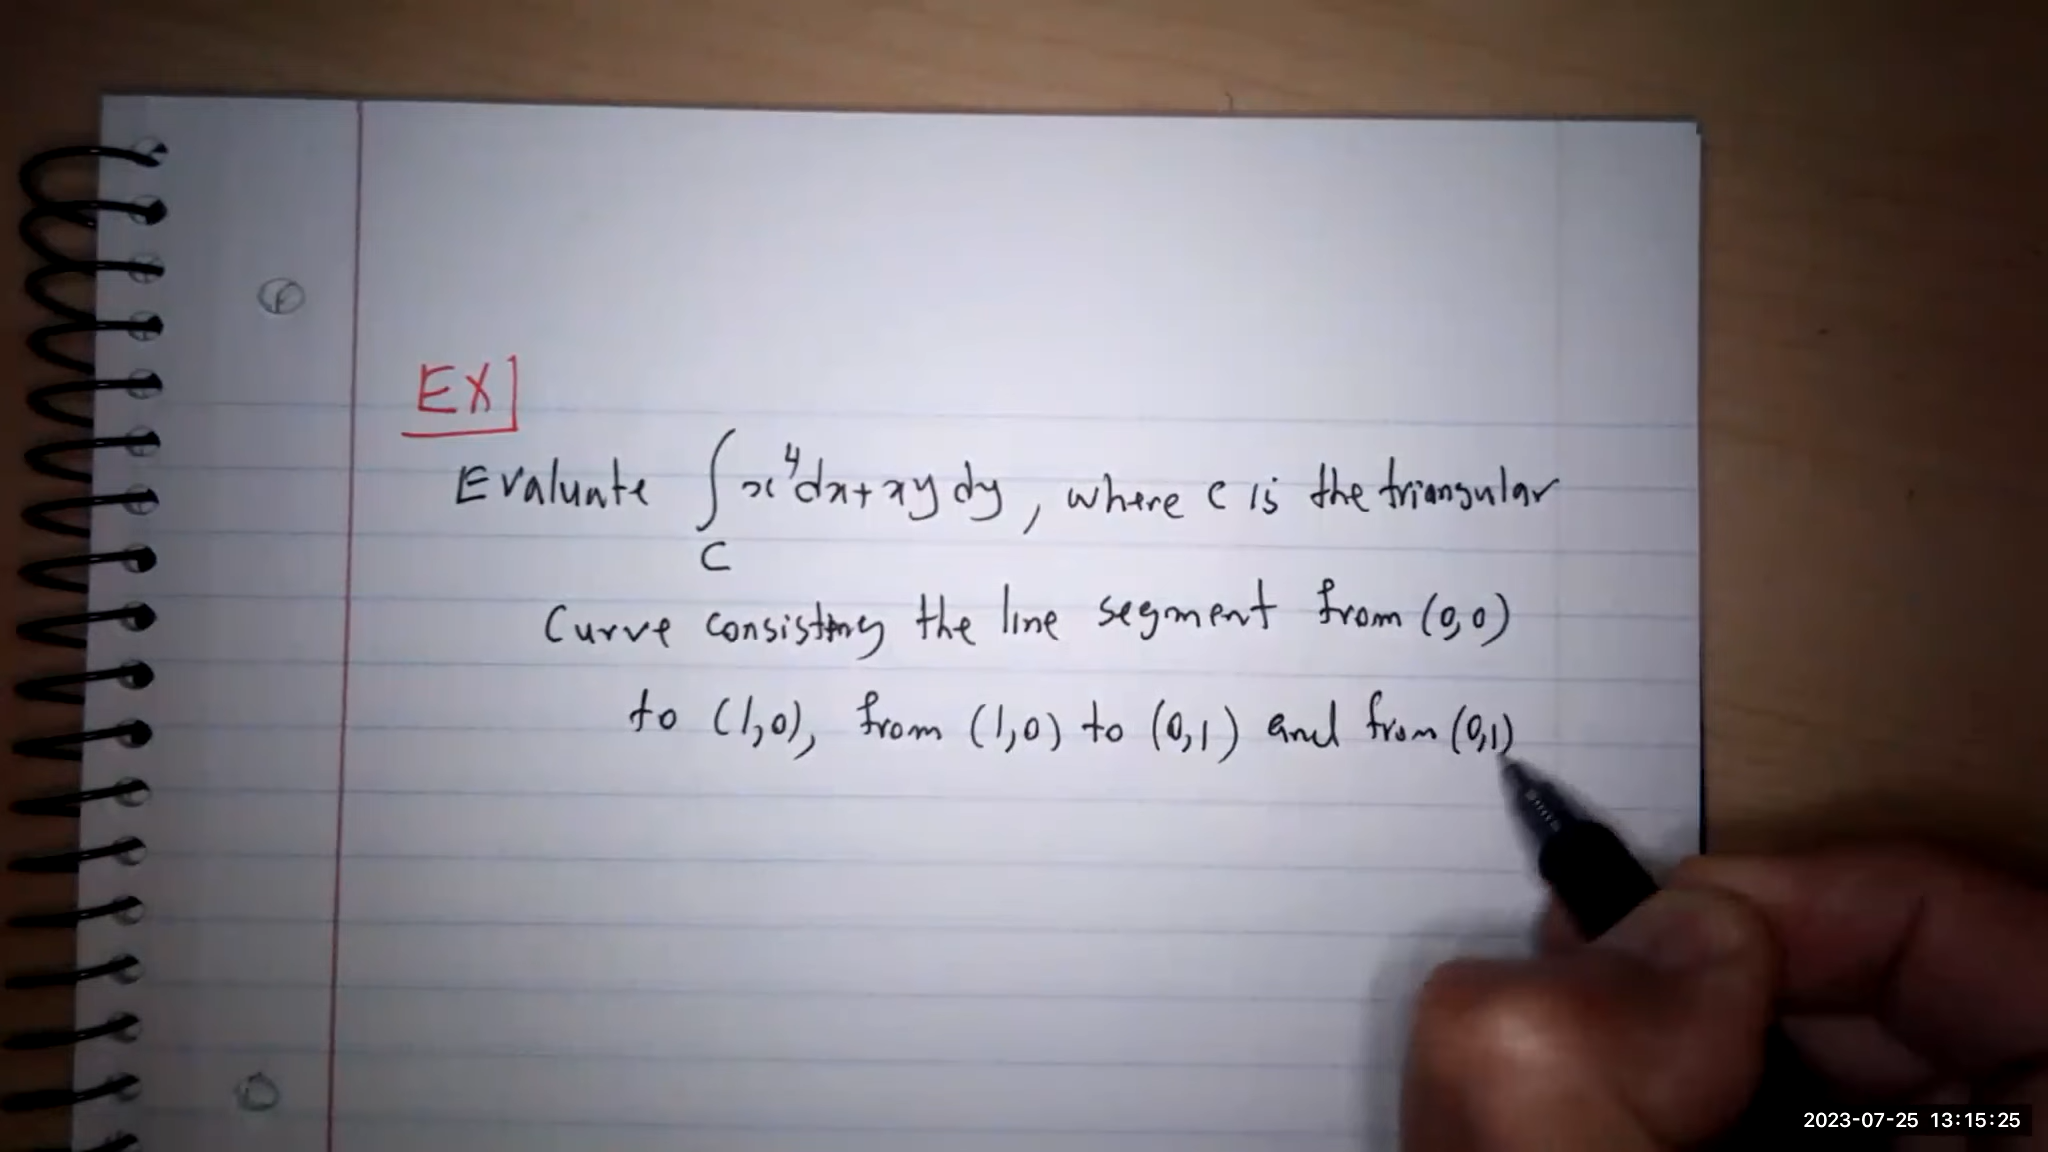 EX
Evaluate ∫_C x⁴dx+xy dy, where C is the triangular
Curve consisting the line segment from (0,0)
to (1,0), from (1,0) to (0,1) and from (0,1)
2023-07-25 13:15:25